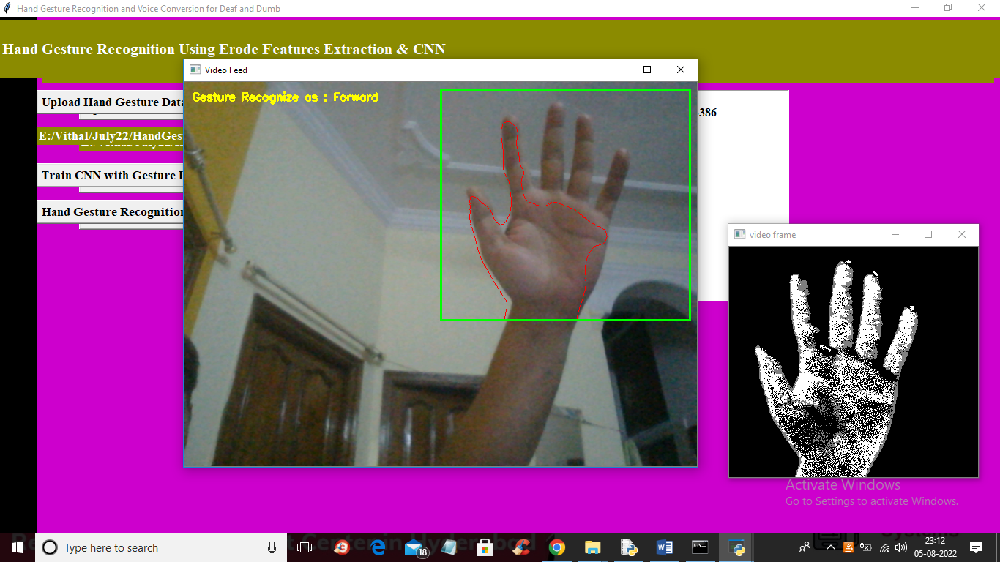 Hand Gesture Recognition and Voice Conversion for Deaf and Dumb
Hand Gesture Recognition Using Erode Features Extraction & CNN
Video Feed
Gesture Recognize as : Forward
Upload Hand Gesture Data
386
E:/Vithal/July22/HandGes
Train CNN with Gesture
Hand Gesture Recognition
video frame
Activate Windows
Go to Settings to activate Windows.
Type here to search
18
23:12
05-08-2022